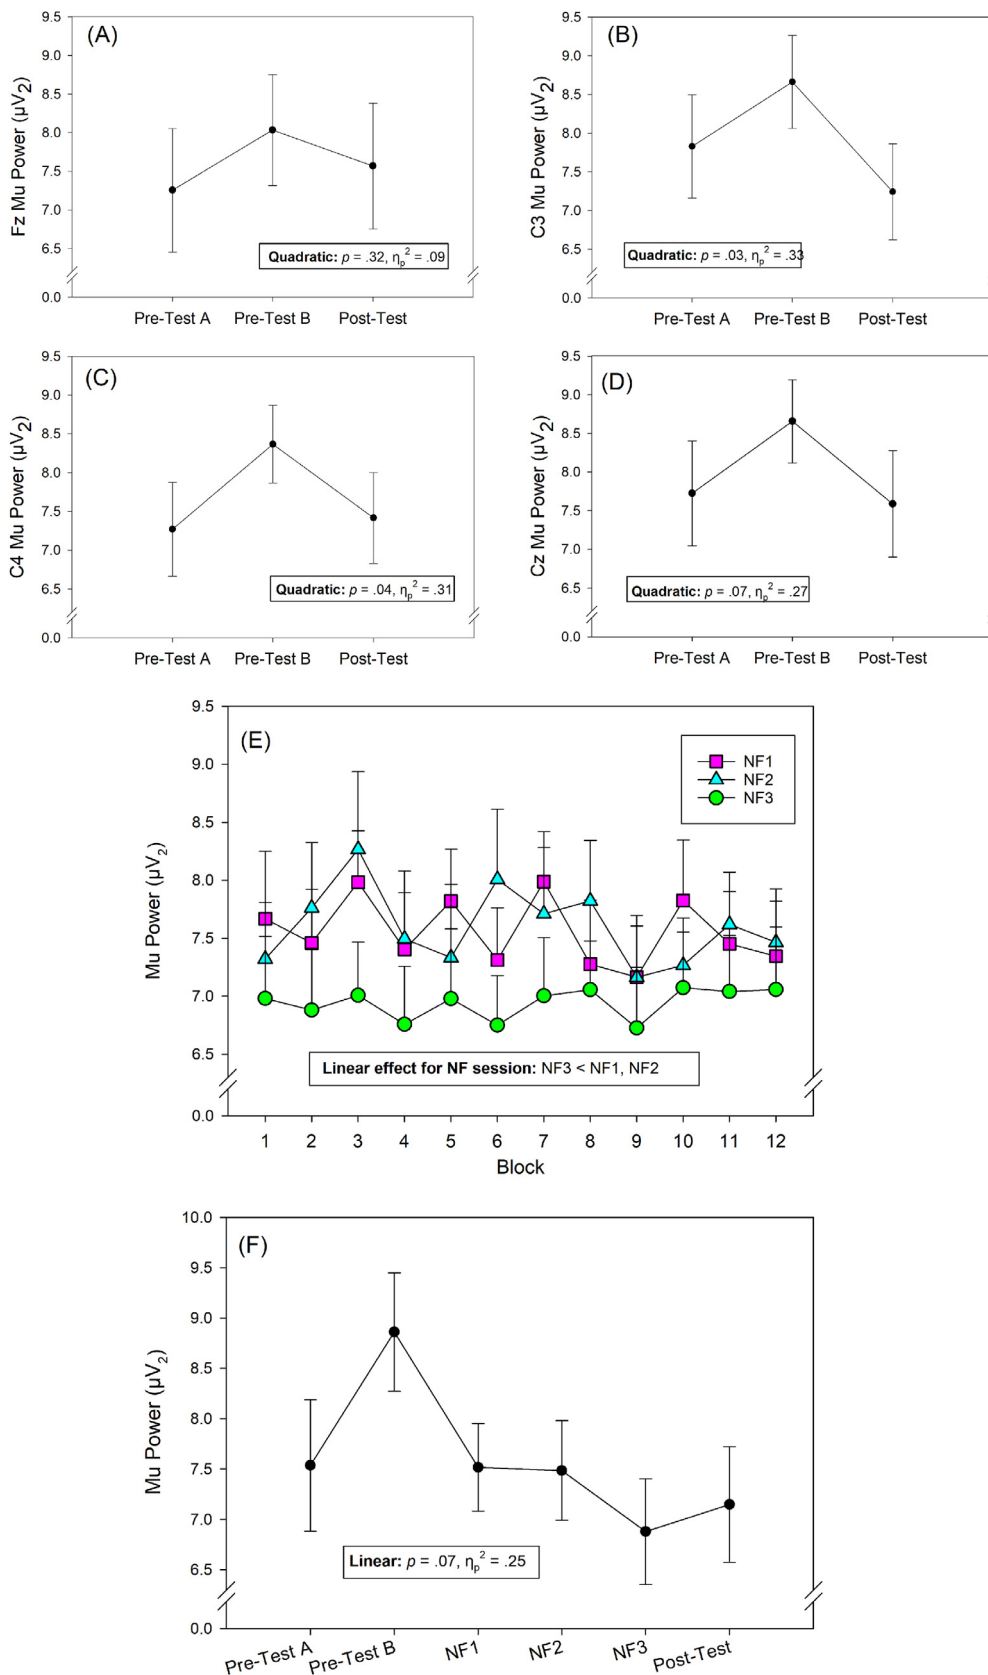 (A)
Fz Mu Power (µV2)
9.5
9.0
8.5
8.0
7.5
7.0
6.5
0.0
Quadratic: p = .32, ηp2 = .09
Pre-Test A Pre-Test B Post-Test
(B)
C3 Mu Power (µV2)
9.5
9.0
8.5
8.0
7.5
7.0
6.5
0.0
Quadratic: p = .03, ηp2 = .33
Pre-Test A Pre-Test B Post-Test
(C)
C4 Mu Power (µV2)
9.5
9.0
8.5
8.0
7.5
7.0
6.5
0.0
Quadratic: p = .04, ηp2 = .31
Pre-Test A Pre-Test B Post-Test
(D)
Cz Mu Power (µV2)
9.5
9.0
8.5
8.0
7.5
7.0
6.5
0.0
Quadratic: p = .07, ηp2 = .27
Pre-Test A Pre-Test B Post-Test
(E)
Mu Power (µV2)
9.5
9.0
8.5
8.0
7.5
7.0
6.5
0.0
NF1
NF2
NF3
Linear effect for NF session: NF3 < NF1, NF2
1 2 3 4 5 6 7 8 9 10 11 12
Block
(F)
Mu Power (µV2)
10.0
9.5
9.0
8.5
8.0
7.5
7.0
6.5
0.0
Linear: p = .07, ηp2 = .25
Pre-Test A Pre-Test B NF1 NF2 NF3 Post-Test